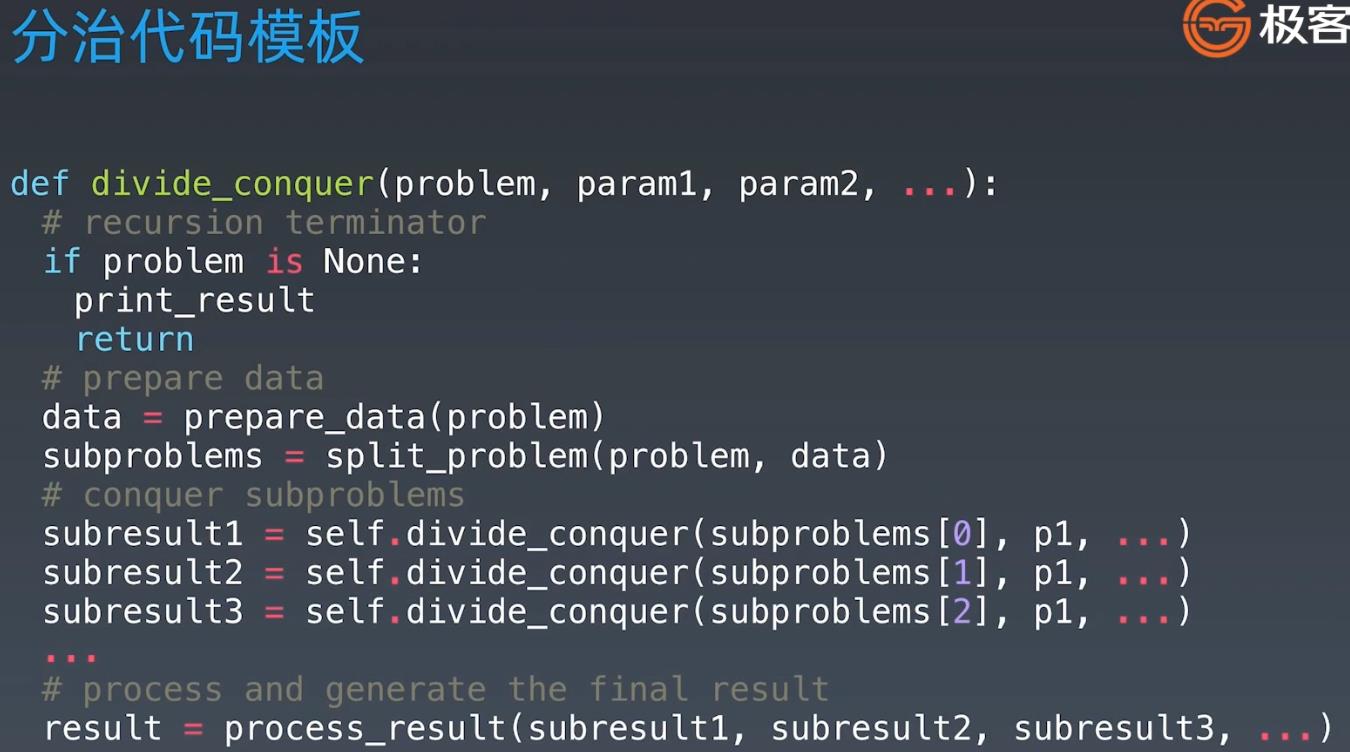 分治代码模板
极客
def divide_conquer(problem, param1, param2, ...):
  # recursion terminator
  if problem is None:
    print_result
    return
  # prepare data
  data = prepare_data(problem)
  subproblems = split_problem(problem, data)
  # conquer subproblems
  subresult1 = self.divide_conquer(subproblems[0], p1, ...)
  subresult2 = self.divide_conquer(subproblems[1], p1, ...)
  subresult3 = self.divide_conquer(subproblems[2], p1, ...)
  ...
  # process and generate the final result
  result = process_result(subresult1, subresult2, subresult3, ...)